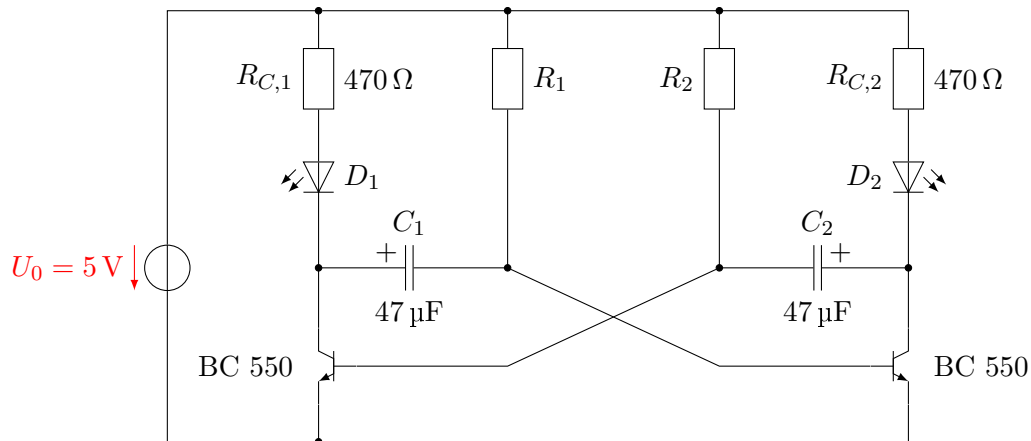 R_{C,1} 470 Ω R_1 R_2 R_{C,2} 470 Ω
D_1 D_2
C_1 C_2
+ +
U_0 = 5 V
47 µF 47 µF
BC 550 BC 550